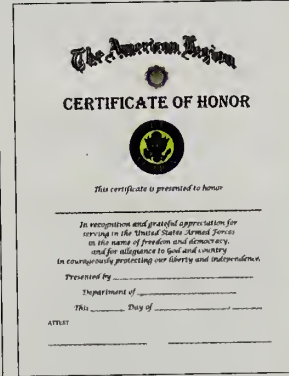 The American Legion
CERTIFICATE OF HONOR
This certificate is presented to honor
In recognition and grateful appreciation for
serving in the United States Armed Forces
in the name of freedom and democracy,
and for allegiance to God and country
in courageously protecting our liberty and independence.
Presented by
Department of
This Day of
ATTEST